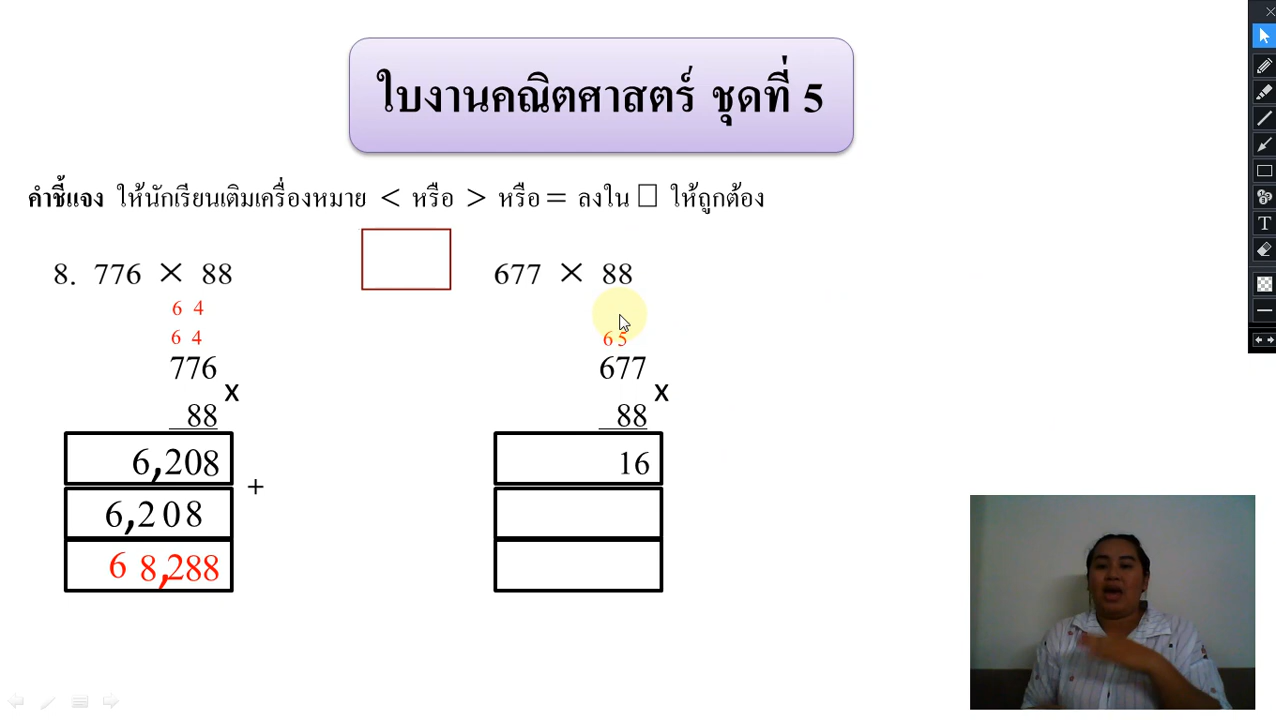 ใบงานคณิตศาสตร์ ชุดที่ 5
คำชี้แจง ให้นักเรียนเติมเครื่องหมาย < หรือ > หรือ = ลงใน □ ให้ถูกต้อง
8. 776 × 88
6 4
6 4
776
x
88
6,208
+
6,208
6 8,288
677 × 88
6 5
677
x
88
16